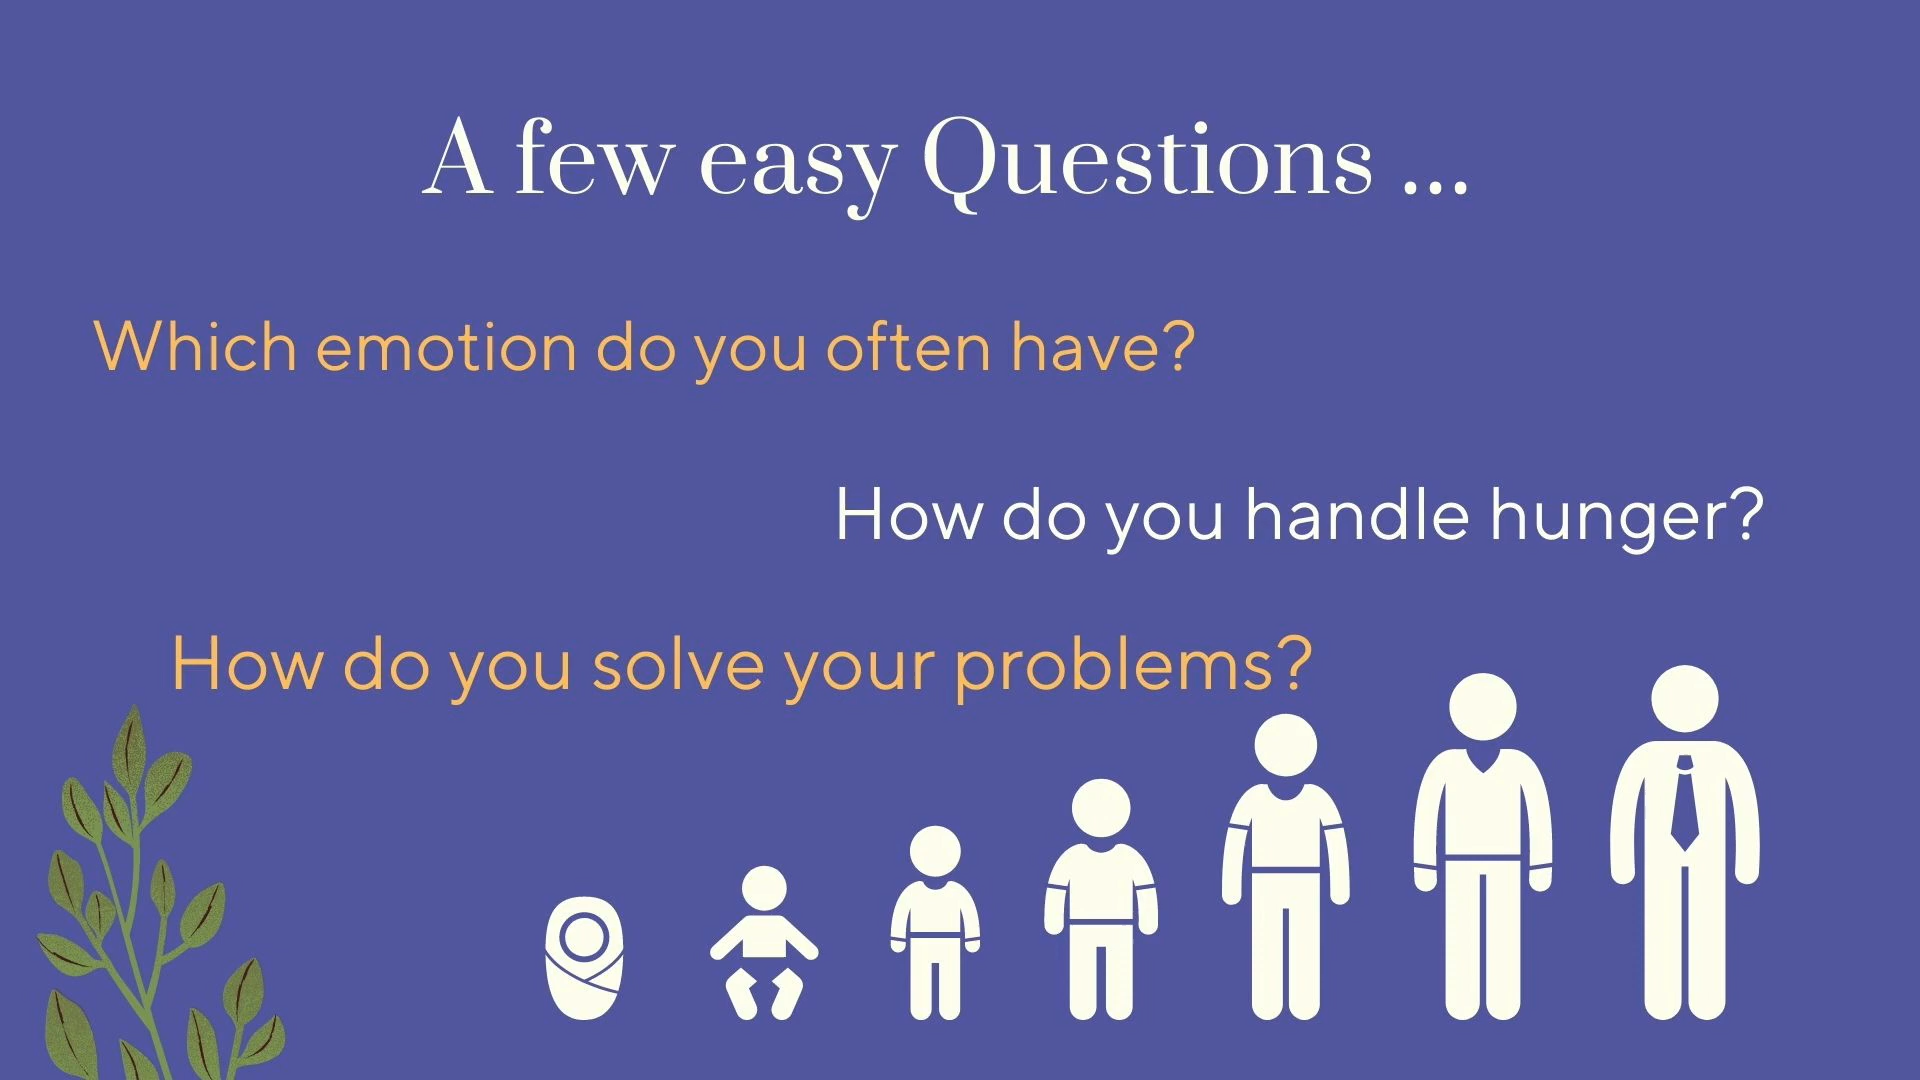 A few easy Questions ...
Which emotion do you often have?
How do you handle hunger?
How do you solve your problems?